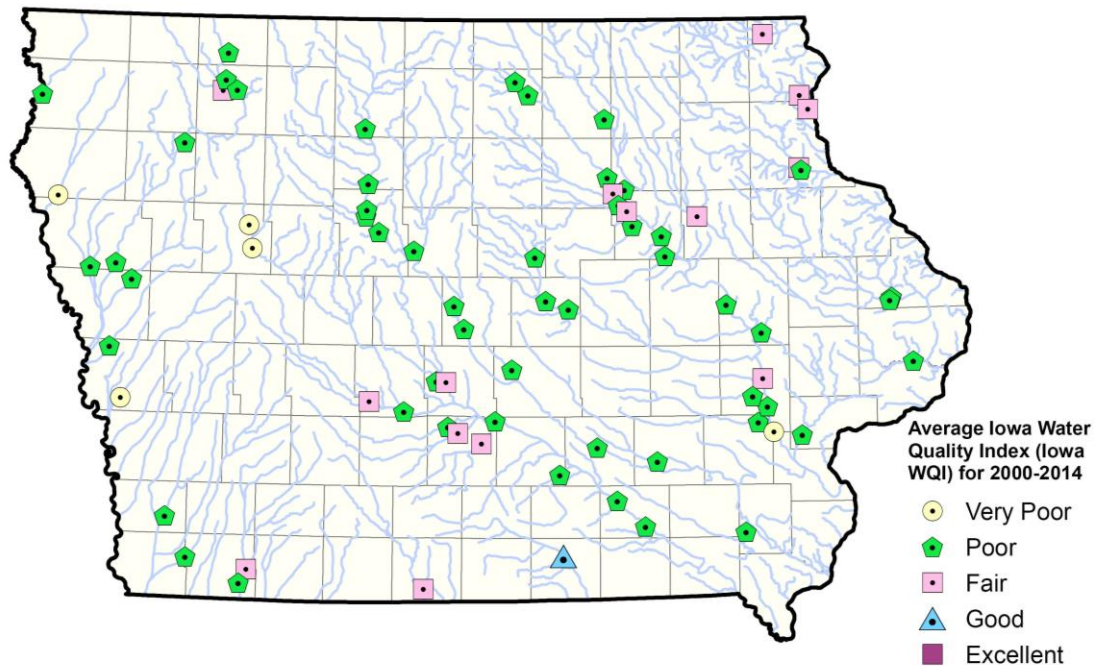 Average Iowa Water
Quality Index (Iowa
WQI) for 2000-2014
Very Poor
Poor
Fair
Good
Excellent